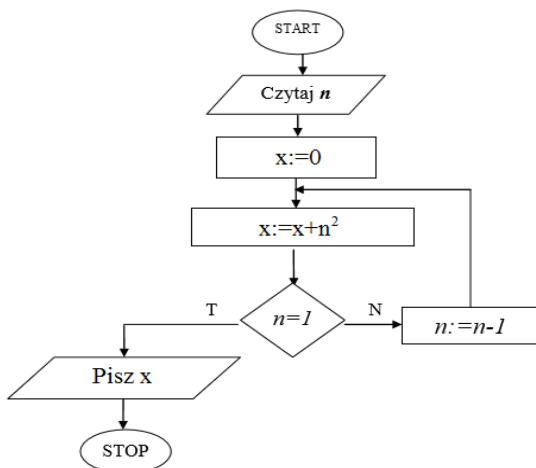 START
Czytaj n
x:=0
x:=x+n²
T
n=1
N
n:=n-1
Pisz x
STOP